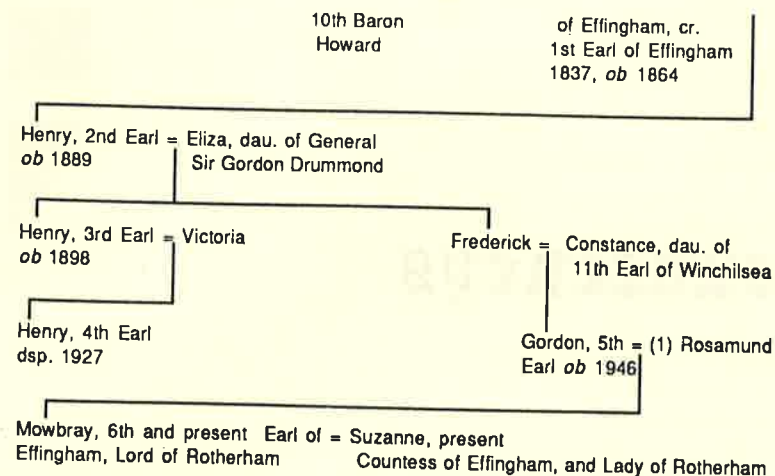 10th Baron
Howard
of Effingham, cr.
1st Earl of Effingham
1837, ob 1864
Henry, 2nd Earl = Eliza, dau. of General
ob 1889
Sir Gordon Drummond
Henry, 3rd Earl = Victoria
ob 1898
Frederick = Constance, dau. of
11th Earl of Winchilsea
Henry, 4th Earl
dsp. 1927
Gordon, 5th = (1) Rosamund
Earl ob 1946
Mowbray, 6th and present Earl of = Suzanne, present
Effingham, Lord of Rotherham Countess of Effingham, and Lady of Rotherham